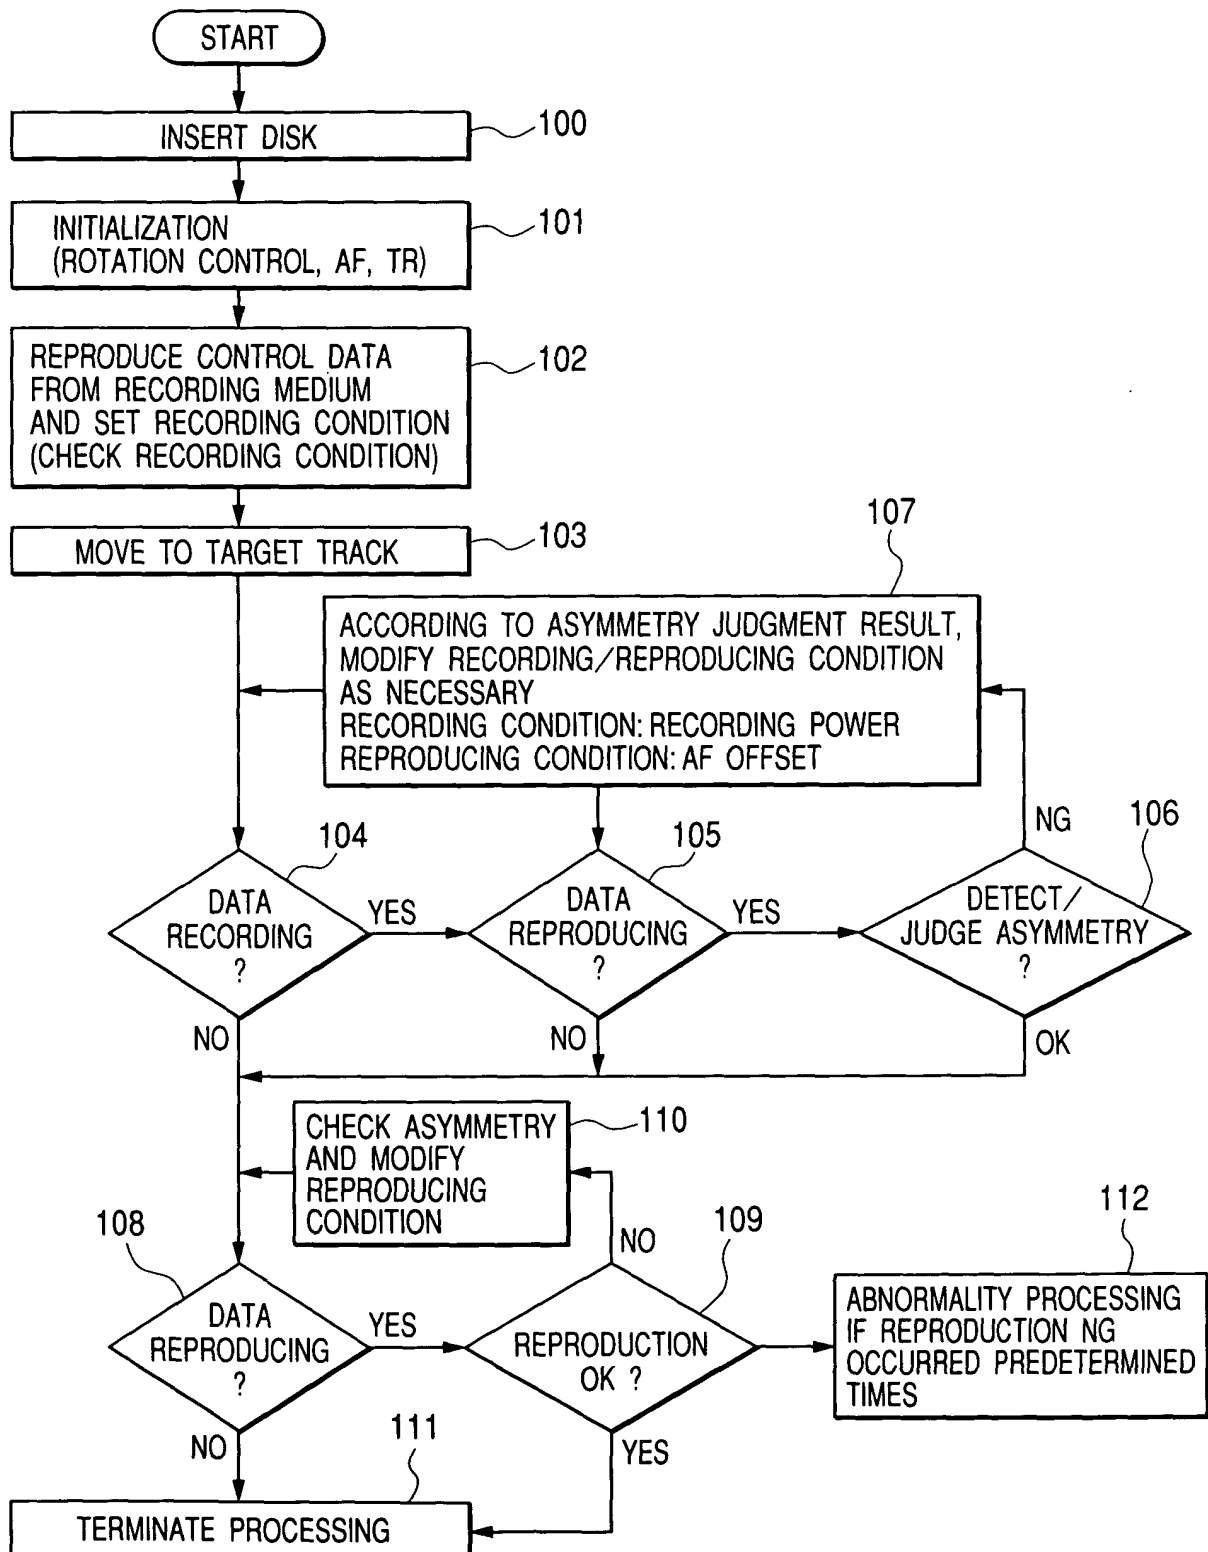 START
INSERT DISK
100
INITIALIZATION
(ROTATION CONTROL, AF, TR)
101
REPRODUCE CONTROL DATA
FROM RECORDING MEDIUM
AND SET RECORDING CONDITION
(CHECK RECORDING CONDITION)
102
MOVE TO TARGET TRACK
103
107
ACCORDING TO ASYMMETRY JUDGMENT RESULT,
MODIFY RECORDING/REPRODUCING CONDITION
AS NECESSARY
RECORDING CONDITION: RECORDING POWER
REPRODUCING CONDITION: AF OFFSET
104
DATA
RECORDING
?
YES
NO
105
DATA
REPRODUCING
?
YES
NO
NG
106
DETECT/
JUDGE ASYMMETRY
?
OK
CHECK ASYMMETRY
AND MODIFY
REPRODUCING
CONDITION
110
108
DATA
REPRODUCING
?
YES
NO
NO
109
REPRODUCTION
OK ?
YES
112
ABNORMALITY PROCESSING
IF REPRODUCTION NG
OCCURRED PREDETERMINED
TIMES
111
TERMINATE PROCESSING